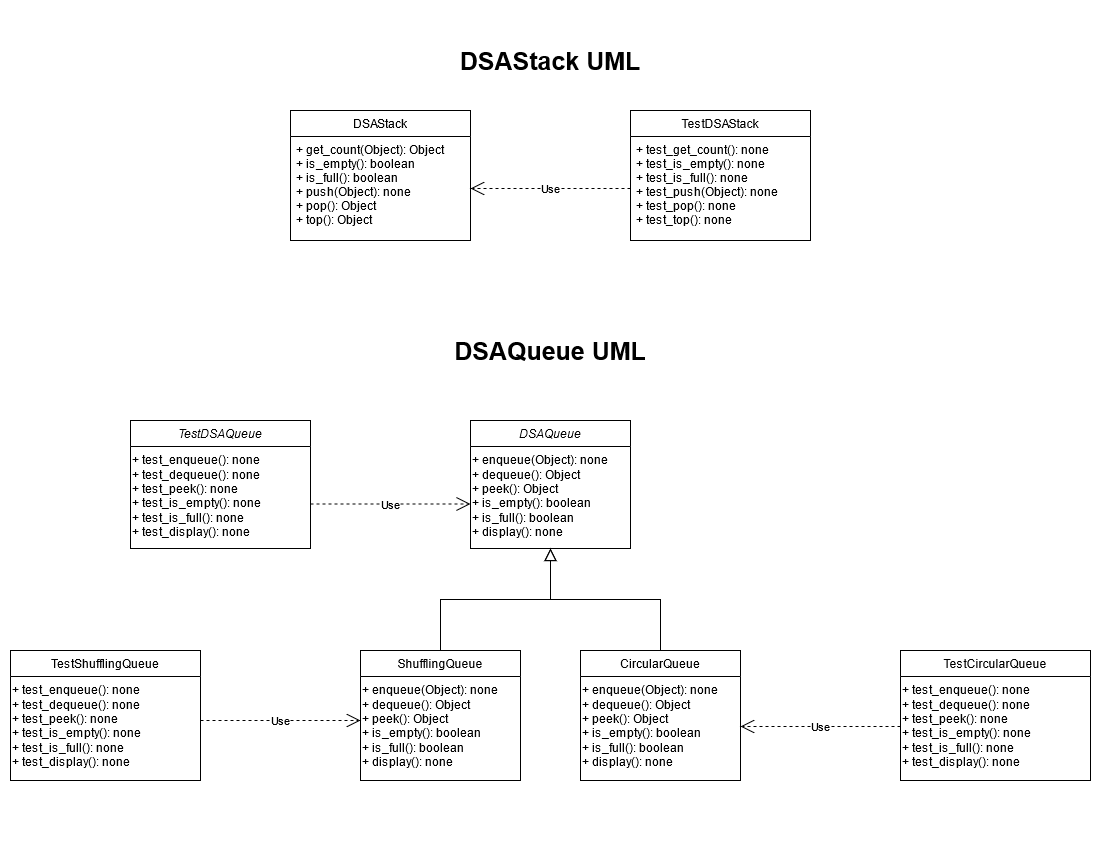 DSAStack UML
DSAStack
+ get_count(Object): Object
+ is_empty(): boolean
+ is_full(): boolean
+ push(Object): none
+ pop(): Object
+ top(): Object
Use
TestDSAStack
+ test_get_count(): none
+ test_is_empty(): none
+ test_is_full(): none
+ test_push(Object): none
+ test_pop(): none
+ test_top(): none
DSAQueue UML
TestDSAQueue
+ test_enqueue(): none
+ test_dequeue(): none
+ test_peek(): none
+ test_is_empty(): none
+ test_is_full(): none
+ test_display(): none
Use
DSAQueue
+ enqueue(Object): none
+ dequeue(): Object
+ peek(): Object
+ is_empty(): boolean
+ is_full(): boolean
+ display(): none
TestShufflingQueue
+ test_enqueue(): none
+ test_dequeue(): none
+ test_peek(): none
+ test_is_empty(): none
+ test_is_full(): none
+ test_display(): none
Use
ShufflingQueue
+ enqueue(Object): none
+ dequeue(): Object
+ peek(): Object
+ is_empty(): boolean
+ is_full(): boolean
+ display(): none
CircularQueue
+ enqueue(Object): none
+ dequeue(): Object
+ peek(): Object
+ is_empty(): boolean
+ is_full(): boolean
+ display(): none
Use
TestCircularQueue
+ test_enqueue(): none
+ test_dequeue(): none
+ test_peek(): none
+ test_is_empty(): none
+ test_is_full(): none
+ test_display(): none